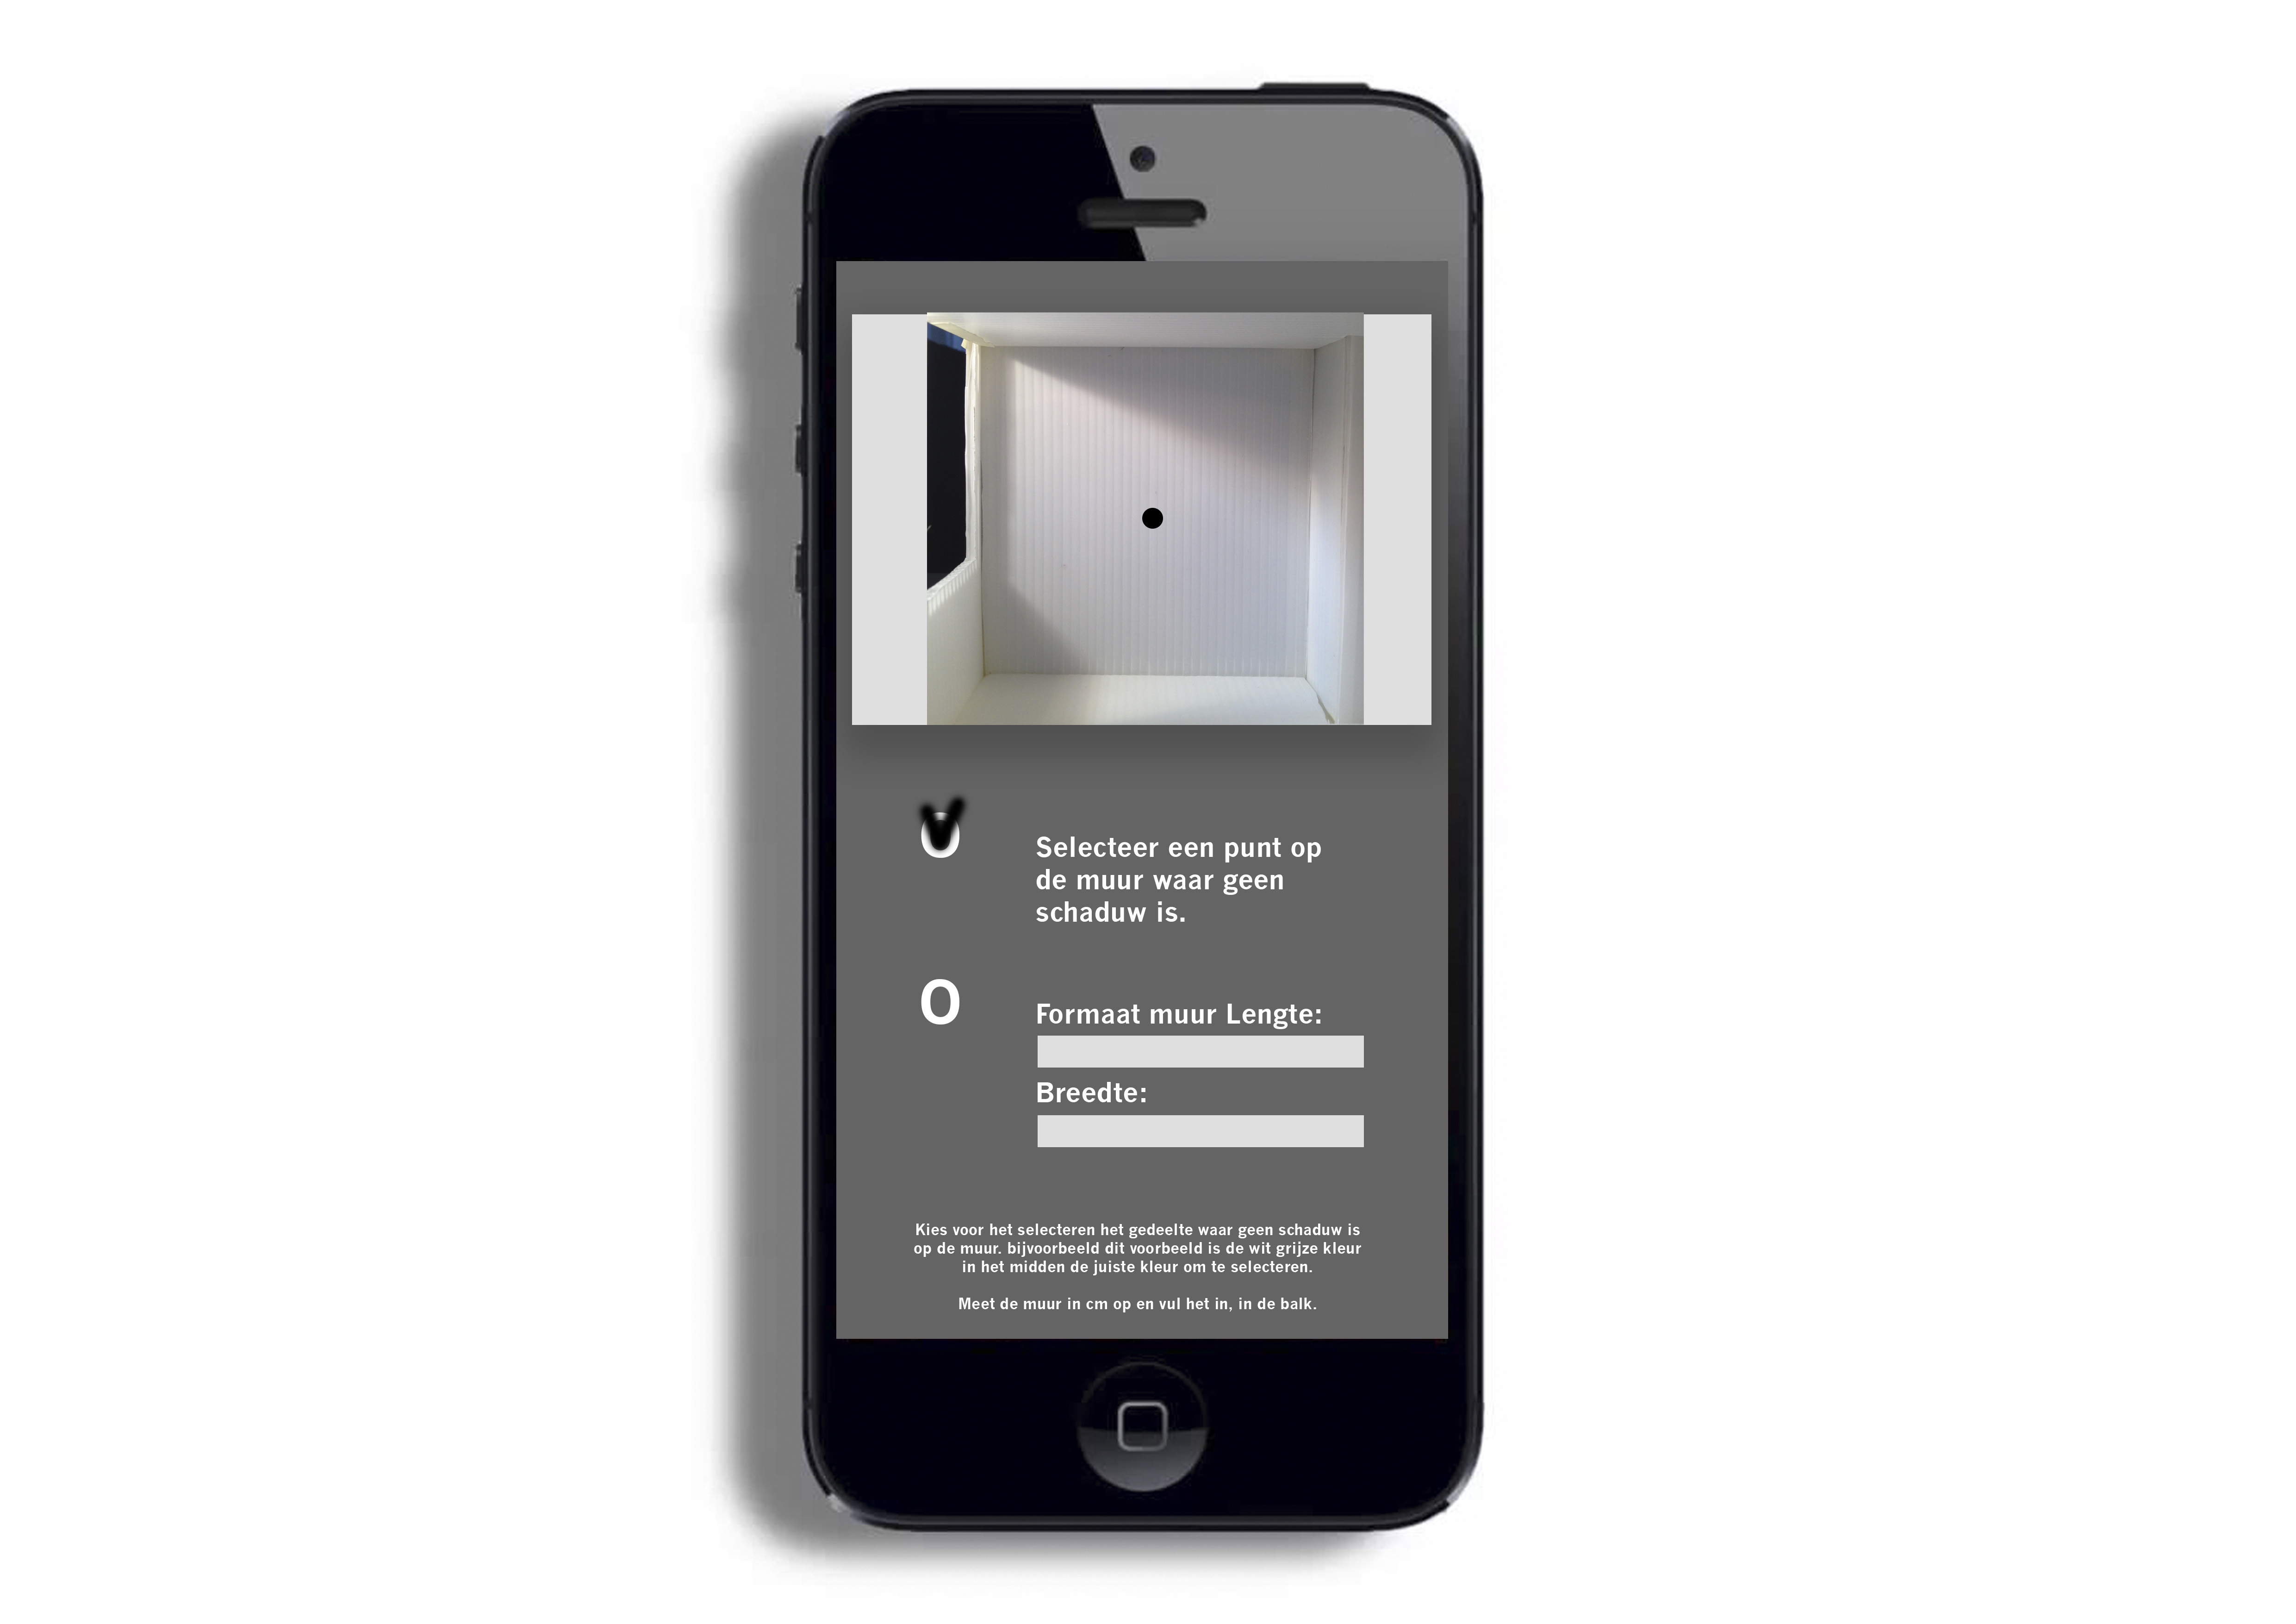 O
Selecteer een punt op
de muur waar geen
schaduw is.
O
Formaat muur Lengte:
Breedte:
Kies voor het selecteren het gedeelte waar geen schaduw is
op de muur. bijvoorbeeld dit voorbeeld is de wit grijze kleur
in het midden de juiste kleur om te selecteren.
Meet de muur in cm op en vul het in, in de balk.